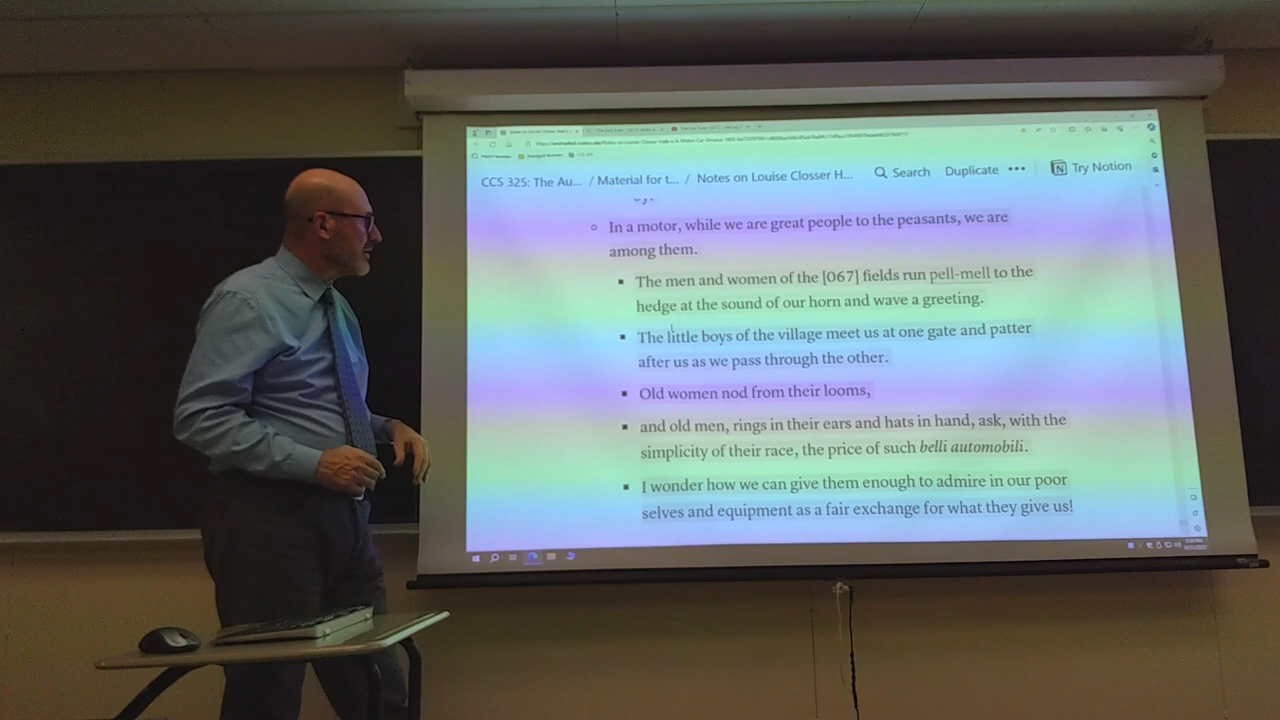 CCS 325: The Au... / Material for t... / Notes on Louise Closser H... Search Duplicate ••• Try Notion
In a motor, while we are great people to the peasants, we are
among them.
The men and women of the [067] fields run pell-mell to the
hedge at the sound of our horn and wave a greeting.
The little boys of the village meet us at one gate and patter
after us as we pass through the other.
Old women nod from their looms,
and old men, rings in their ears and hats in hand, ask, with the
simplicity of their race, the price of such belli automobili.
I wonder how we can give them enough to admire in our poor
selves and equipment as a fair exchange for what they give us!